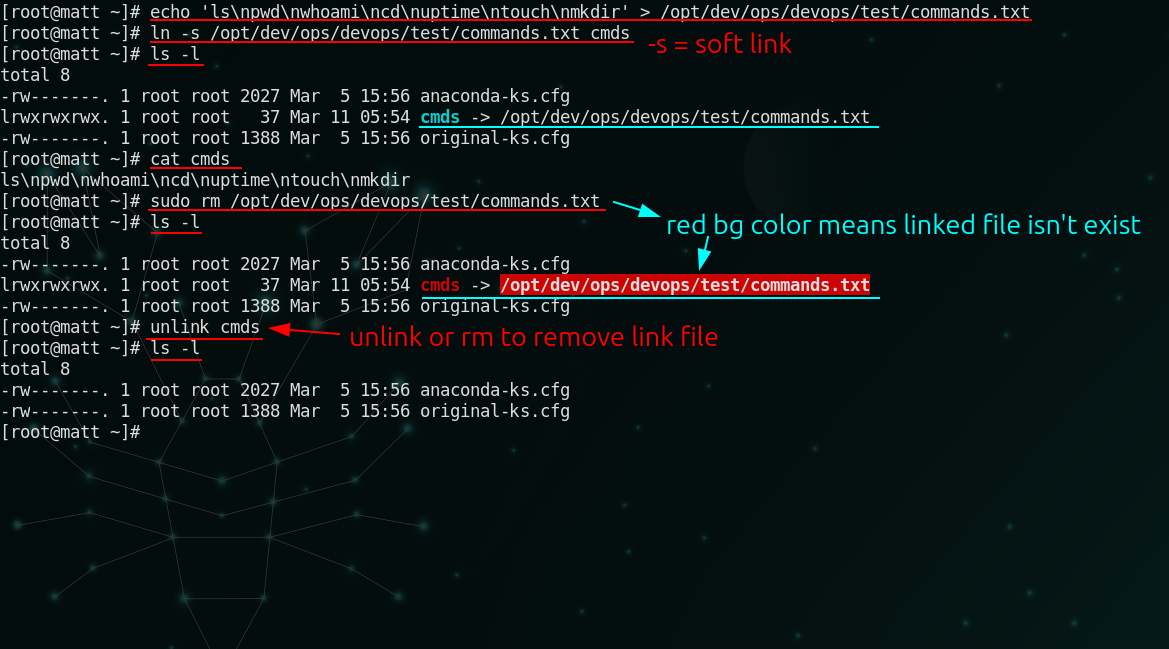 [root@matt ~]# echo 'ls\npwd\nwhoami\ncd\nuptime\ntouch\nmkdir' > /opt/dev/ops/devops/test/commands.txt
[root@matt ~]# ln -s /opt/dev/ops/devops/test/commands.txt cmds
-s = soft link
[root@matt ~]# ls -l
total 8
-rw-------. 1 root root 2027 Mar  5 15:56 anaconda-ks.cfg
lrwxrwxrwx. 1 root root   37 Mar 11 05:54 cmds -> /opt/dev/ops/devops/test/commands.txt
-rw-------. 1 root root 1388 Mar  5 15:56 original-ks.cfg
[root@matt ~]# cat cmds
ls\npwd\nwhoami\ncd\nuptime\ntouch\nmkdir
[root@matt ~]# sudo rm /opt/dev/ops/devops/test/commands.txt
[root@matt ~]# ls -l
red bg color means linked file isn't exist
total 8
-rw-------. 1 root root 2027 Mar  5 15:56 anaconda-ks.cfg
lrwxrwxrwx. 1 root root   37 Mar 11 05:54 cmds -> /opt/dev/ops/devops/test/commands.txt
-rw-------. 1 root root 1388 Mar  5 15:56 original-ks.cfg
[root@matt ~]# unlink cmds
unlink or rm to remove link file
[root@matt ~]# ls -l
total 8
-rw-------. 1 root root 2027 Mar  5 15:56 anaconda-ks.cfg
-rw-------. 1 root root 1388 Mar  5 15:56 original-ks.cfg
[root@matt ~]#